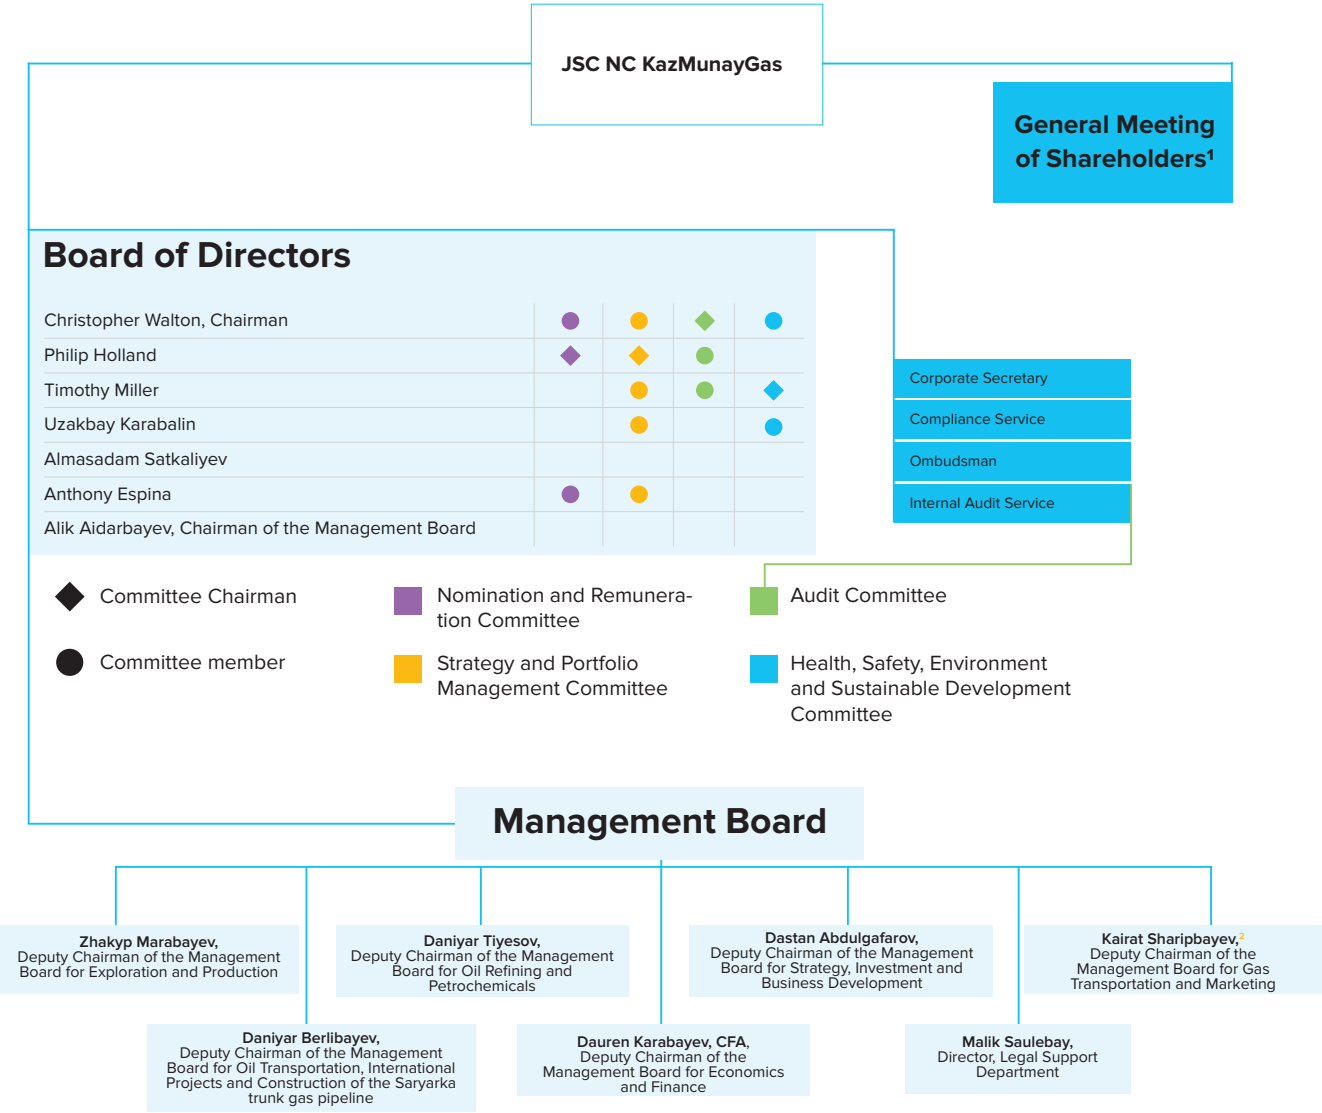 JSC NC KazMunayGas
General Meeting
of Shareholders¹
Board of Directors
Christopher Walton, Chairman
Philip Holland
Timothy Miller
Uzakbay Karabalin
Almasadam Satkaliyev
Anthony Espina
Alik Aidarbayev, Chairman of the Management Board
Corporate Secretary
Compliance Service
Ombudsman
Internal Audit Service
Committee Chairman
Committee member
Nomination and Remunera-
tion Committee
Strategy and Portfolio
Management Committee
Audit Committee
Health, Safety, Environment
and Sustainable Development
Committee
Management Board
Zhakyp Marabayev,
Deputy Chairman of the Management
Board for Exploration and Production
Daniyar Tiyesov,
Deputy Chairman of the Management
Board for Oil Refining and
Petrochemicals
Dastan Abdulgafarov,
Deputy Chairman of the Management
Board for Strategy, Investment and
Business Development
Kairat Sharipbayev,²
Deputy Chairman of the
Management Board for Gas
Transportation and Marketing
Daniyar Berlibayev,
Deputy Chairman of the Management
Board for Oil Transportation, International
Projects and Construction of the Saryarka
trunk gas pipeline
Dauren Karabayev, CFA,
Deputy Chairman of the
Management Board for Economics
and Finance
Malik Saulebay,
Director, Legal Support
Department